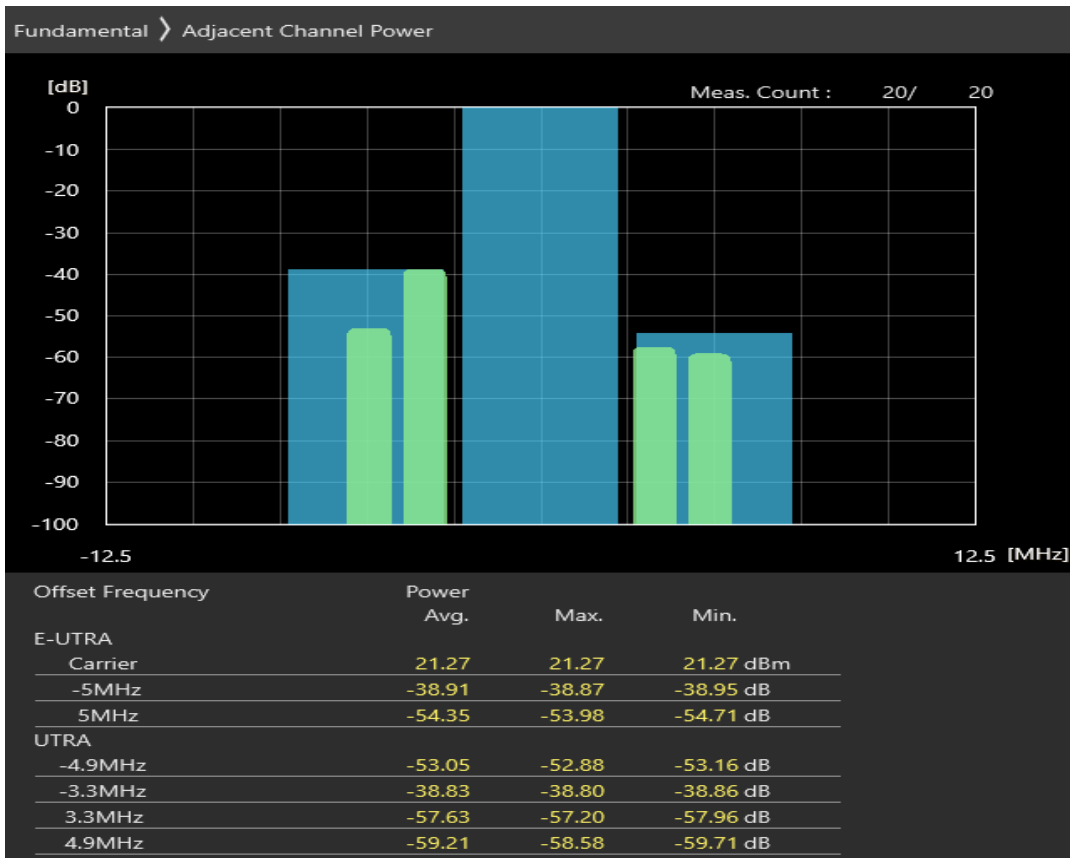 Fundamental 〉 Adjacent Channel Power
[dB]
Meas. Count : 20/ 20
0
-10
-20
-30
-40
-50
-60
-70
-80
-90
-100
-12.5 12.5 [MHz]
Offset Frequency Power
Avg. Max. Min.
E-UTRA
Carrier 21.27 21.27 21.27 dBm
-5MHz -38.91 -38.87 -38.95 dB
5MHz -54.35 -53.98 -54.71 dB
UTRA
-4.9MHz -53.05 -52.88 -53.16 dB
-3.3MHz -38.83 -38.80 -38.86 dB
3.3MHz -57.63 -57.20 -57.96 dB
4.9MHz -59.21 -58.58 -59.71 dB